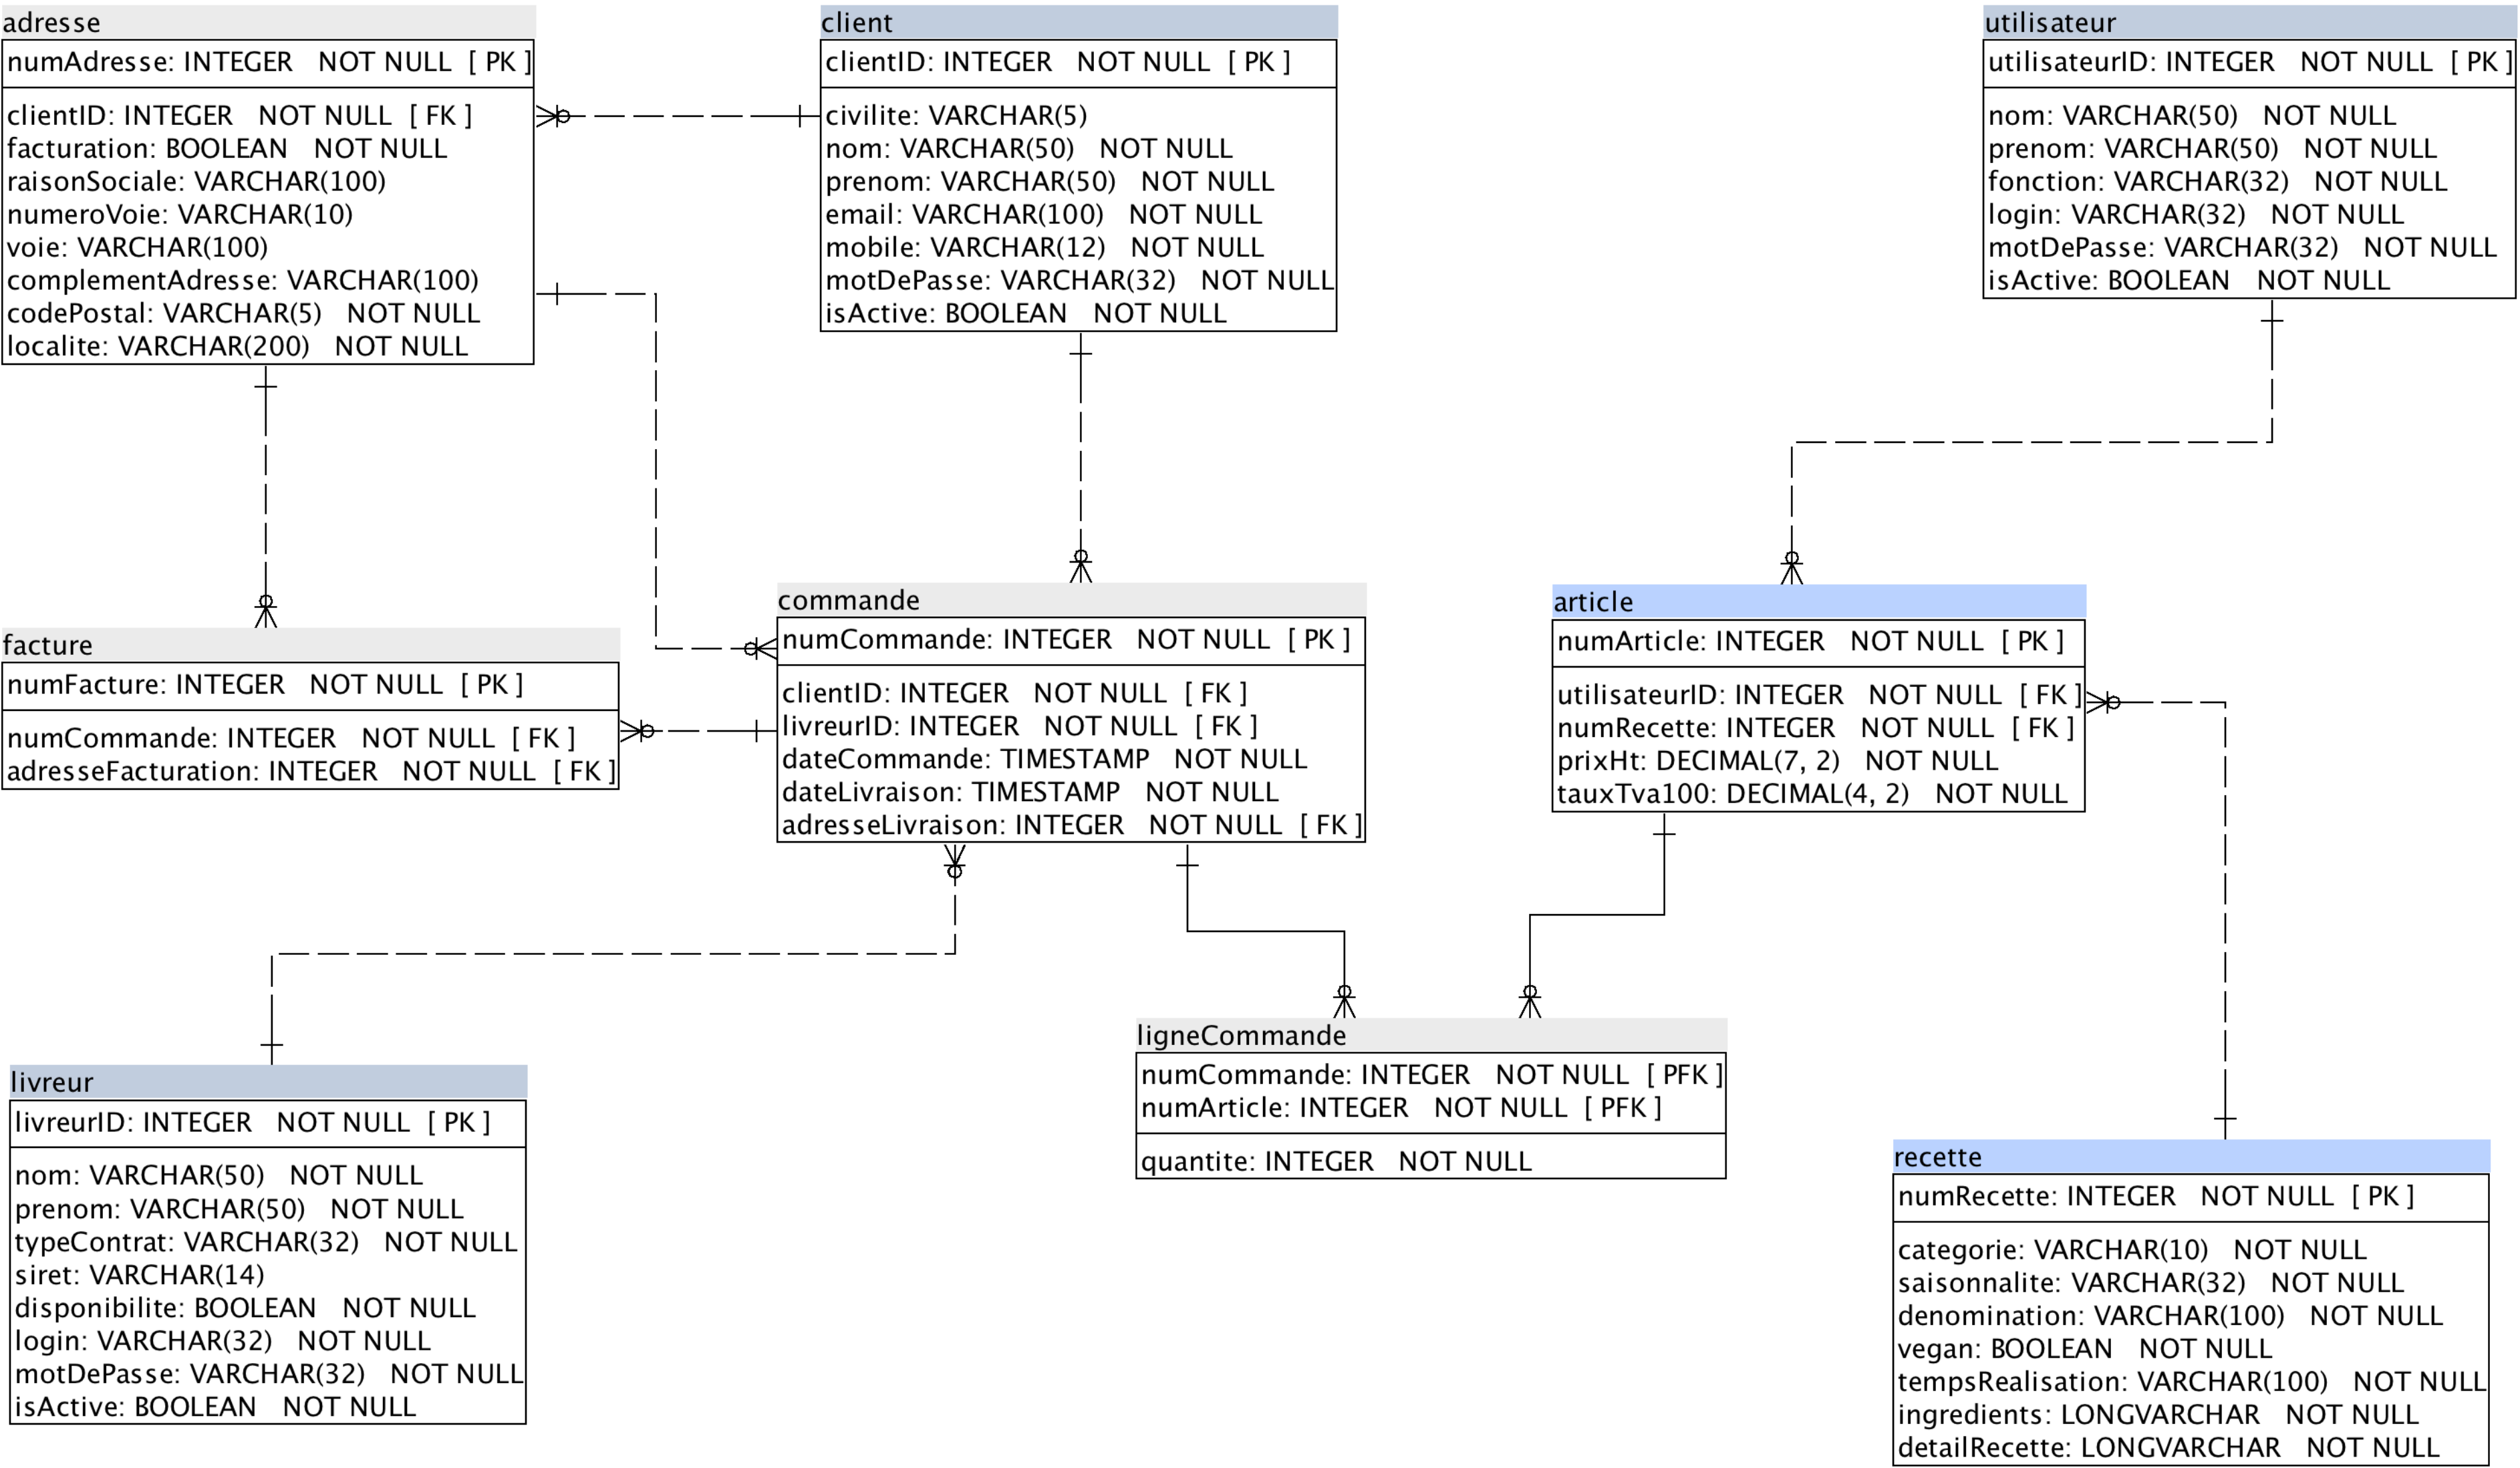 adresse
numAdresse: INTEGER NOT NULL [ PK ]
clientID: INTEGER NOT NULL [ FK ]
facturation: BOOLEAN NOT NULL
raisonSociale: VARCHAR(100)
numeroVoie: VARCHAR(10)
voie: VARCHAR(100)
complementAdresse: VARCHAR(100)
codePostal: VARCHAR(5) NOT NULL
localite: VARCHAR(200) NOT NULL
client
clientID: INTEGER NOT NULL [ PK ]
civilite: VARCHAR(5)
nom: VARCHAR(50) NOT NULL
prenom: VARCHAR(50) NOT NULL
email: VARCHAR(100) NOT NULL
mobile: VARCHAR(12) NOT NULL
motDePasse: VARCHAR(32) NOT NULL
isActive: BOOLEAN NOT NULL
utilisateur
utilisateurID: INTEGER NOT NULL [ PK ]
nom: VARCHAR(50) NOT NULL
prenom: VARCHAR(50) NOT NULL
fonction: VARCHAR(32) NOT NULL
login: VARCHAR(32) NOT NULL
motDePasse: VARCHAR(32) NOT NULL
isActive: BOOLEAN NOT NULL
facture
numFacture: INTEGER NOT NULL [ PK ]
numCommande: INTEGER NOT NULL [ FK ]
adresseFacturation: INTEGER NOT NULL [ FK ]
commande
numCommande: INTEGER NOT NULL [ PK ]
clientID: INTEGER NOT NULL [ FK ]
livreurID: INTEGER NOT NULL [ FK ]
dateCommande: TIMESTAMP NOT NULL
dateLivraison: TIMESTAMP NOT NULL
adresseLivraison: INTEGER NOT NULL [ FK ]
article
numArticle: INTEGER NOT NULL [ PK ]
utilisateurID: INTEGER NOT NULL [ FK ]
numRecette: INTEGER NOT NULL [ FK ]
prixHt: DECIMAL(7, 2) NOT NULL
tauxTva100: DECIMAL(4, 2) NOT NULL
livreur
livreurID: INTEGER NOT NULL [ PK ]
nom: VARCHAR(50) NOT NULL
prenom: VARCHAR(50) NOT NULL
typeContrat: VARCHAR(32) NOT NULL
siret: VARCHAR(14)
disponibilite: BOOLEAN NOT NULL
login: VARCHAR(32) NOT NULL
motDePasse: VARCHAR(32) NOT NULL
isActive: BOOLEAN NOT NULL
ligneCommande
numCommande: INTEGER NOT NULL [ PFK ]
numArticle: INTEGER NOT NULL [ PFK ]
quantite: INTEGER NOT NULL
recette
numRecette: INTEGER NOT NULL [ PK ]
categorie: VARCHAR(10) NOT NULL
saisonnalite: VARCHAR(32) NOT NULL
denomination: VARCHAR(100) NOT NULL
vegan: BOOLEAN NOT NULL
tempsRealisation: VARCHAR(100) NOT NULL
ingredients: LONGVARCHAR NOT NULL
detailRecette: LONGVARCHAR NOT NULL